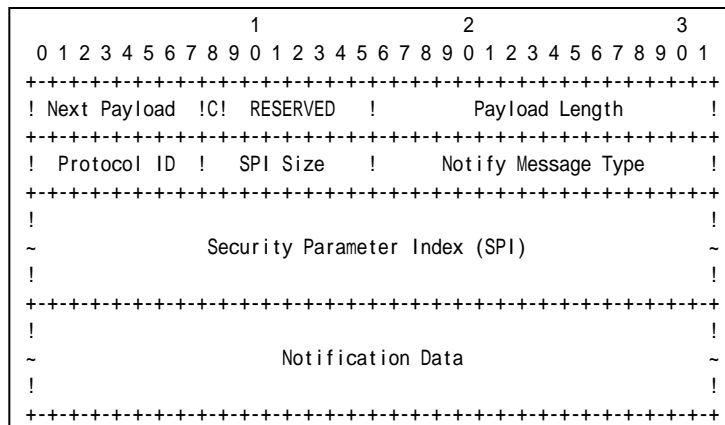 1                   2                   3
 0 1 2 3 4 5 6 7 8 9 0 1 2 3 4 5 6 7 8 9 0 1 2 3 4 5 6 7 8 9 0 1
+-+-+-+-+-+-+-+-+-+-+-+-+-+-+-+-+-+-+-+-+-+-+-+-+-+-+-+-+-+-+-+-+
! Next Payload  !C!  RESERVED   !         Payload Length        !
+-+-+-+-+-+-+-+-+-+-+-+-+-+-+-+-+-+-+-+-+-+-+-+-+-+-+-+-+-+-+-+-+
!  Protocol ID  !   SPI Size    !      Notify Message Type      !
+-+-+-+-+-+-+-+-+-+-+-+-+-+-+-+-+-+-+-+-+-+-+-+-+-+-+-+-+-+-+-+-+
!                                                               !
~                Security Parameter Index (SPI)                 ~
!                                                               !
+-+-+-+-+-+-+-+-+-+-+-+-+-+-+-+-+-+-+-+-+-+-+-+-+-+-+-+-+-+-+-+-+
!                                                               !
~                       Notification Data                       ~
!                                                               !
+-+-+-+-+-+-+-+-+-+-+-+-+-+-+-+-+-+-+-+-+-+-+-+-+-+-+-+-+-+-+-+-+